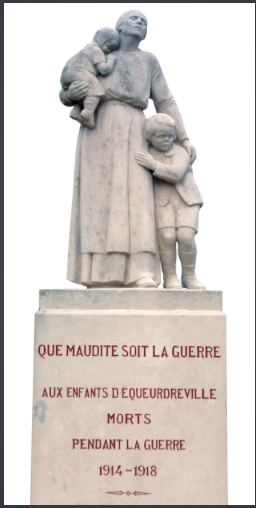 QUE MAUDITE SOIT LA GUERRE
AUX ENFANTS D'ÉQUEURDREVILLE
MORTS
PENDANT LA GUERRE
1914-1918